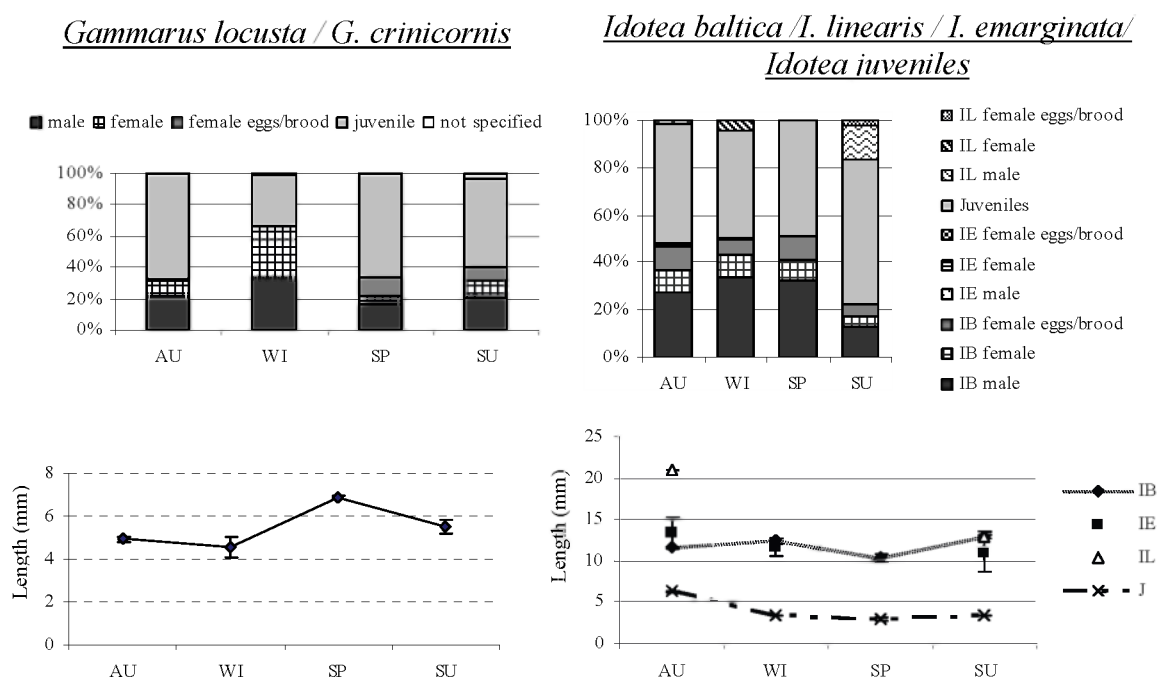 Gammarus locusta / G. crinicornis
male female female eggs/brood juvenile not specified
100%
80%
60%
40%
20%
0%
AU WI SP SU
Idotea baltica /I. linearis / I. emarginata/
Idotea juveniles
100%
80%
60%
40%
20%
0%
AU WI SP SU
IL female eggs/brood
IL female
IL male
Juveniles
IE female eggs/brood
IE female
IE male
IB female eggs/brood
IB female
IB male
Length (mm)
8
6
4
2
0
AU WI SP SU
Length (mm)
25
20
15
10
5
0
AU WI SP SU
IB
IE
IL
J